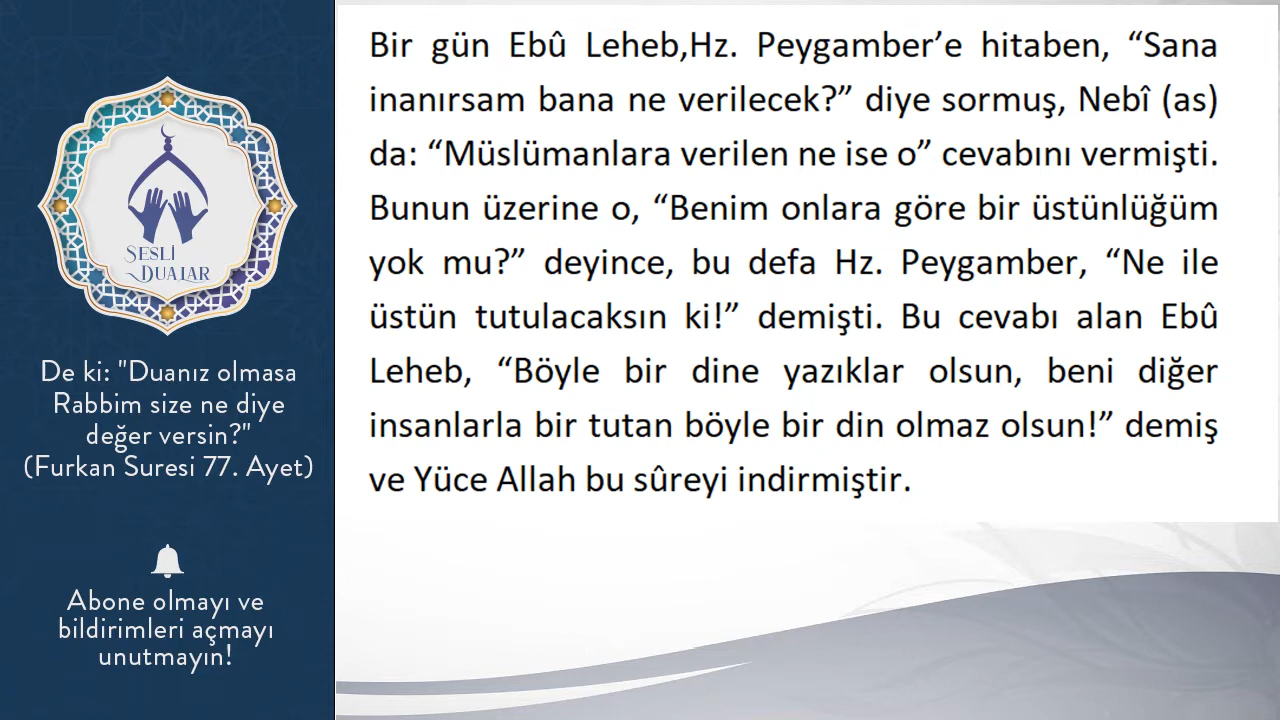 SESLİ
DUALAR
De ki: "Duanız olmasa
Rabbim size ne diye
değer versin?"
(Furkan Suresi 77. Ayet)
Abone olmayı ve
bildirimleri açmayı
unutmayın!
Bir gün Ebû Leheb,Hz. Peygamber’e hitaben, “Sana
inanırsam bana ne verilecek?” diye sormuş, Nebî (as)
da: “Müslümanlara verilen ne ise o” cevabını vermişti.
Bunun üzerine o, “Benim onlara göre bir üstünlüğüm
yok mu?” deyince, bu defa Hz. Peygamber, “Ne ile
üstün tutulacaksın ki!” demişti. Bu cevabı alan Ebû
Leheb, “Böyle bir dine yazıklar olsun, beni diğer
insanlarla bir tutan böyle bir din olmaz olsun!” demiş
ve Yüce Allah bu sûreyi indirmiştir.